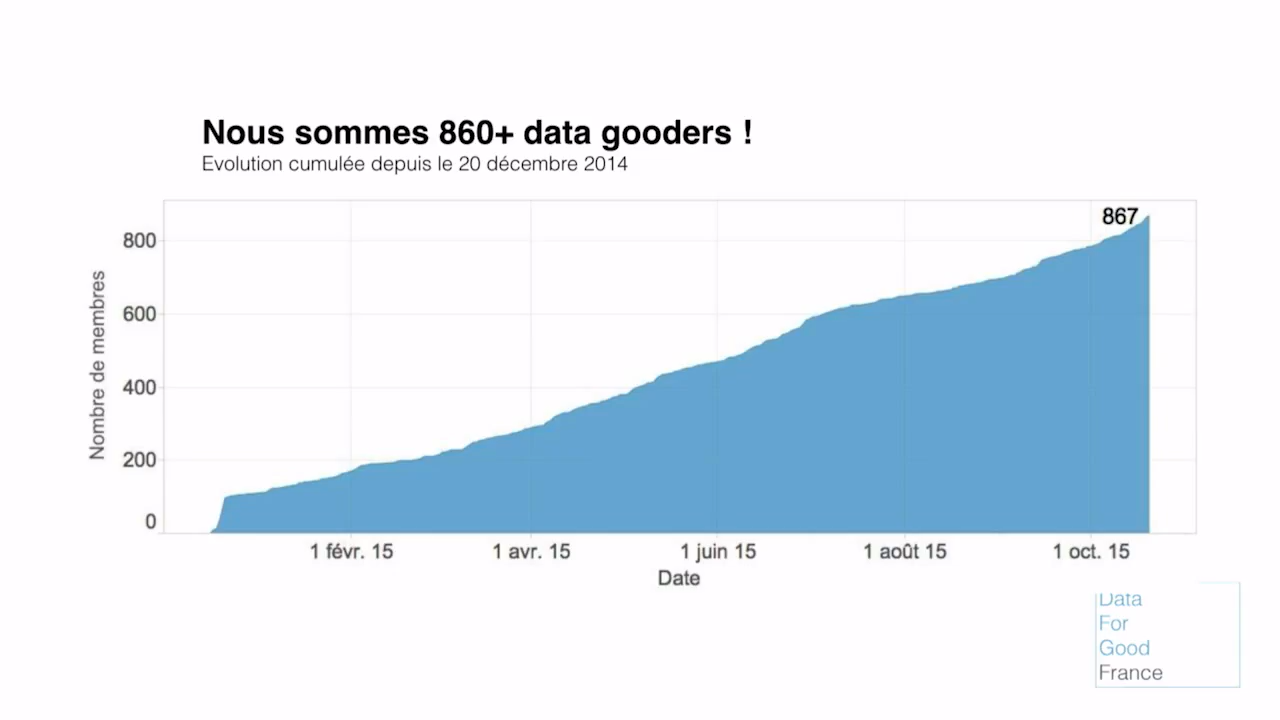 Nous sommes 860+ data gooders !
Evolution cumulée depuis le 20 décembre 2014
867
Nombre de membres
800
600
400
200
0
1 févr. 15
1 avr. 15
1 juin 15
1 août 15
1 oct. 15
Date
Data
For
Good
France